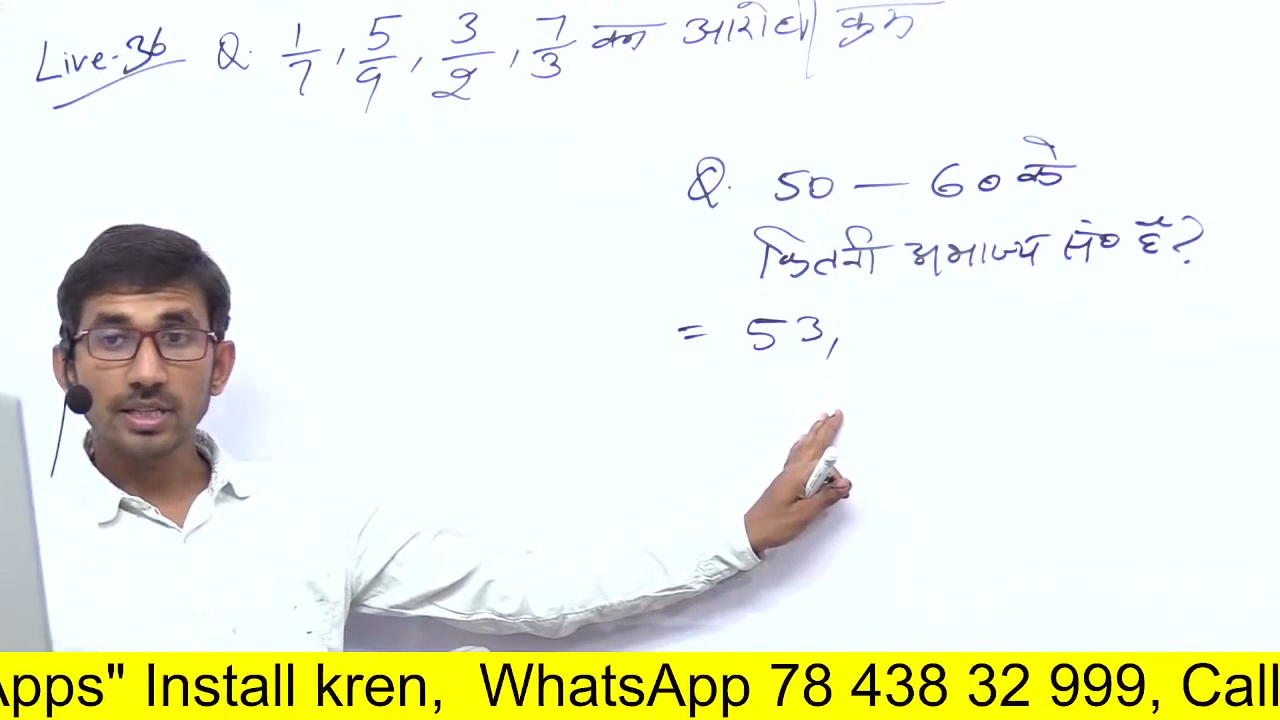 Live-36 Q. 1/7, 5/9, 3/2, 7/3 का आरोही क्रम
Q. 50 — 60 के
कितनी अभाज्य सं० हैं?
= 53,
Apps" Install kren, WhatsApp 78 438 32 999, Call